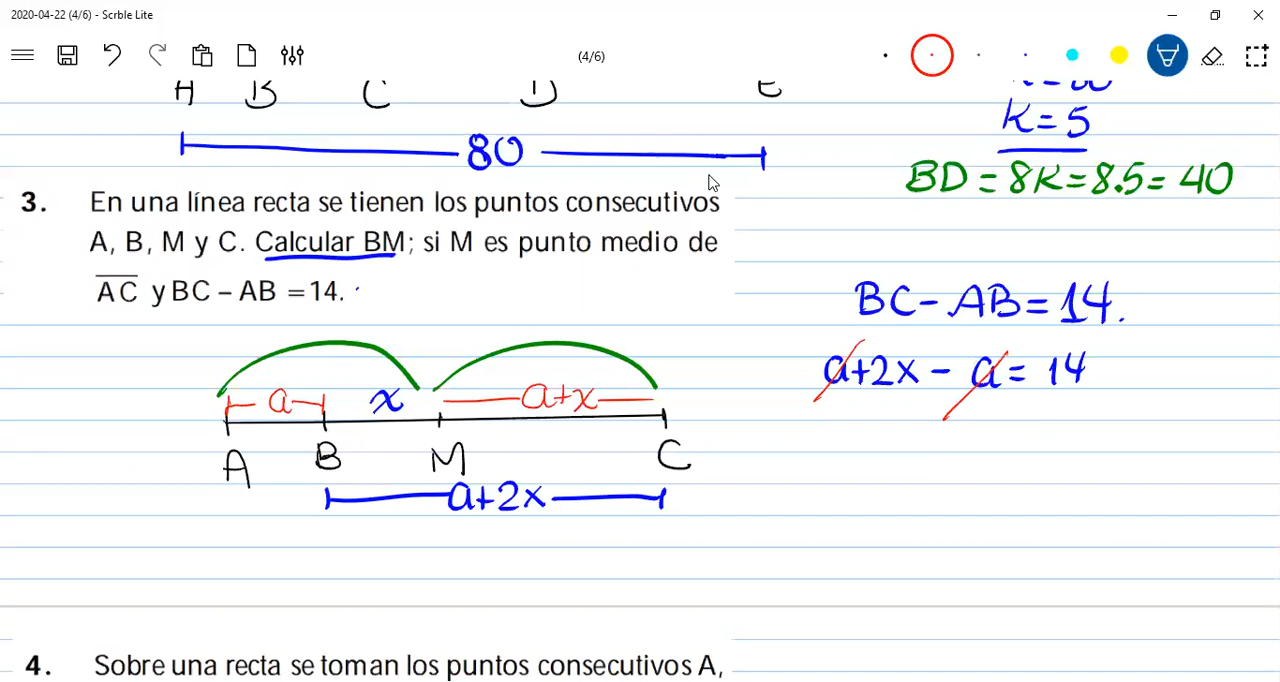 2020-04-22 (4/6) - Scrble Lite
(4/6)
A B C D E
80
K=5
BD = 8K = 8.5 = 40
3. En una línea recta se tienen los puntos consecutivos
A, B, M y C. Calcular BM; si M es punto medio de
AC y BC – AB = 14.
BC - AB = 14.
a+2x - a = 14
a x a+x
A B M C
a+2x
4. Sobre una recta se toman los puntos consecutivos A,